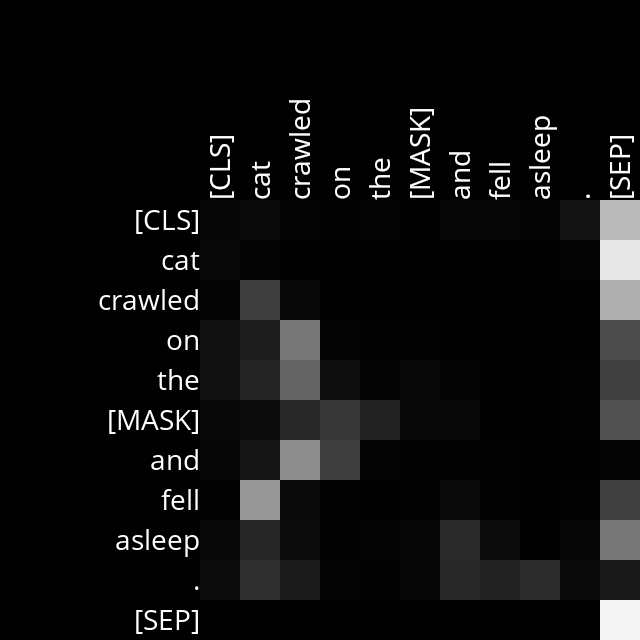 [CLS] cat crawled on the [MASK] and fell asleep . [SEP]
[CLS]
cat
crawled
on
the
[MASK]
and
fell
asleep
.
[SEP]